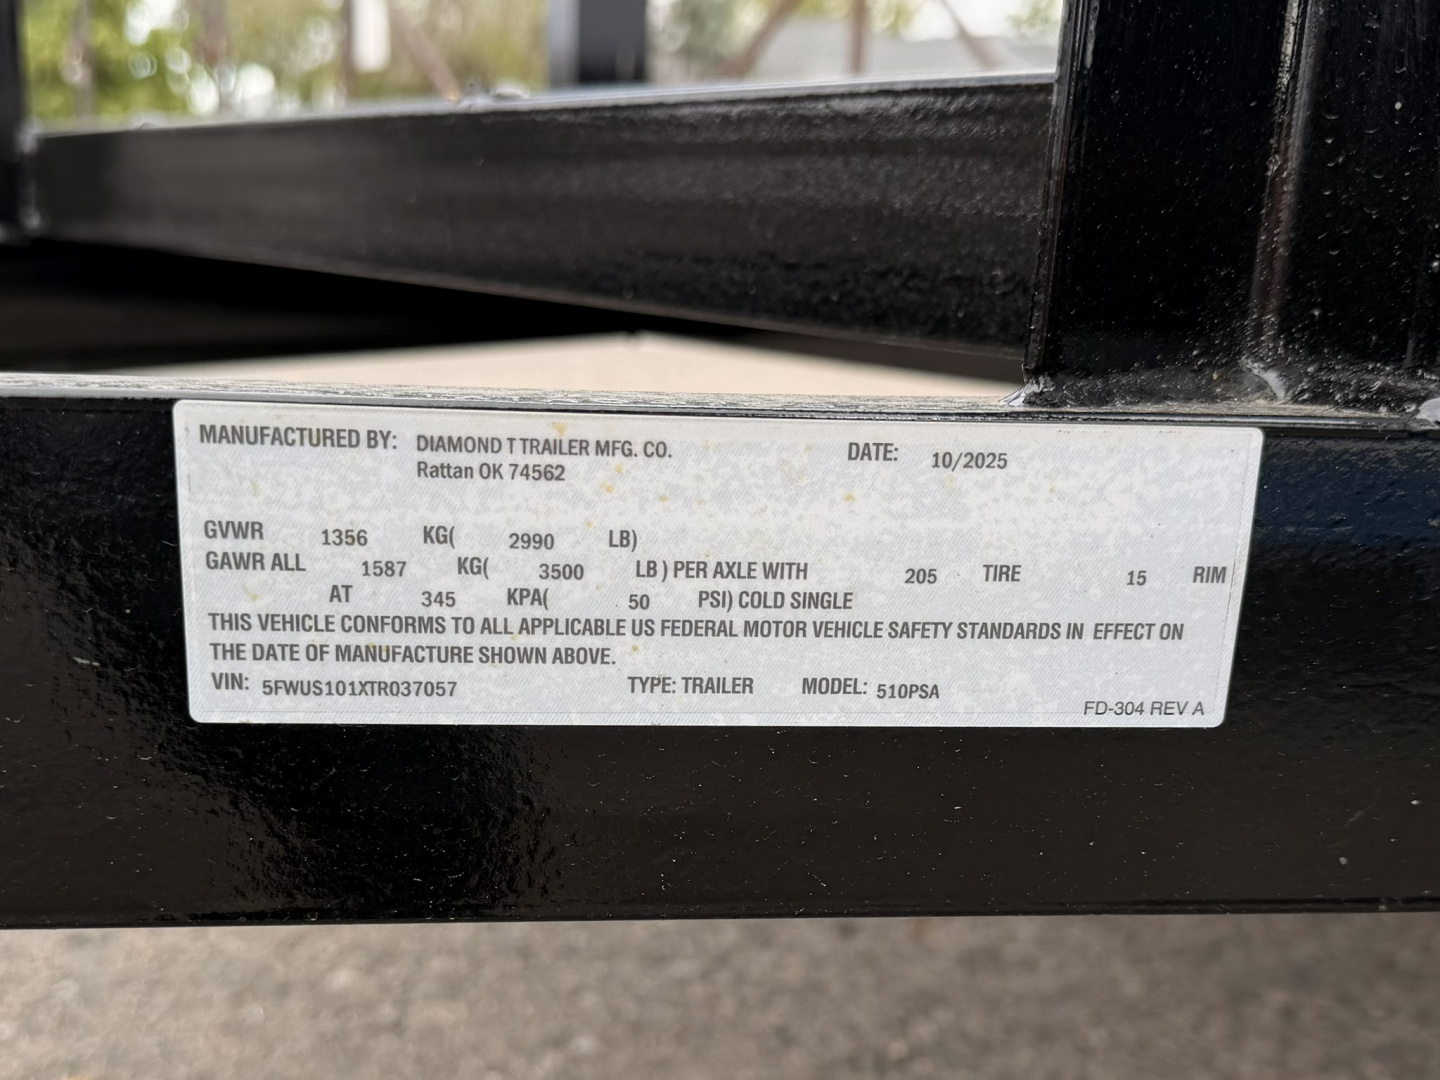 MANUFACTURED BY: DIAMOND T TRAILER MFG. CO. DATE: 10/2025
Rattan OK 74562
GVWR 1356 KG( 2990 LB)
GAWR ALL 1587 KG( 3500 LB ) PER AXLE WITH 205 TIRE 15 RIM
AT 345 KPA( 50 PSI) COLD SINGLE
THIS VEHICLE CONFORMS TO ALL APPLICABLE US FEDERAL MOTOR VEHICLE SAFETY STANDARDS IN EFFECT ON
THE DATE OF MANUFACTURE SHOWN ABOVE.
VIN: 5FWUS101XTR037057 TYPE: TRAILER MODEL: 510PSA
FD-304 REV A